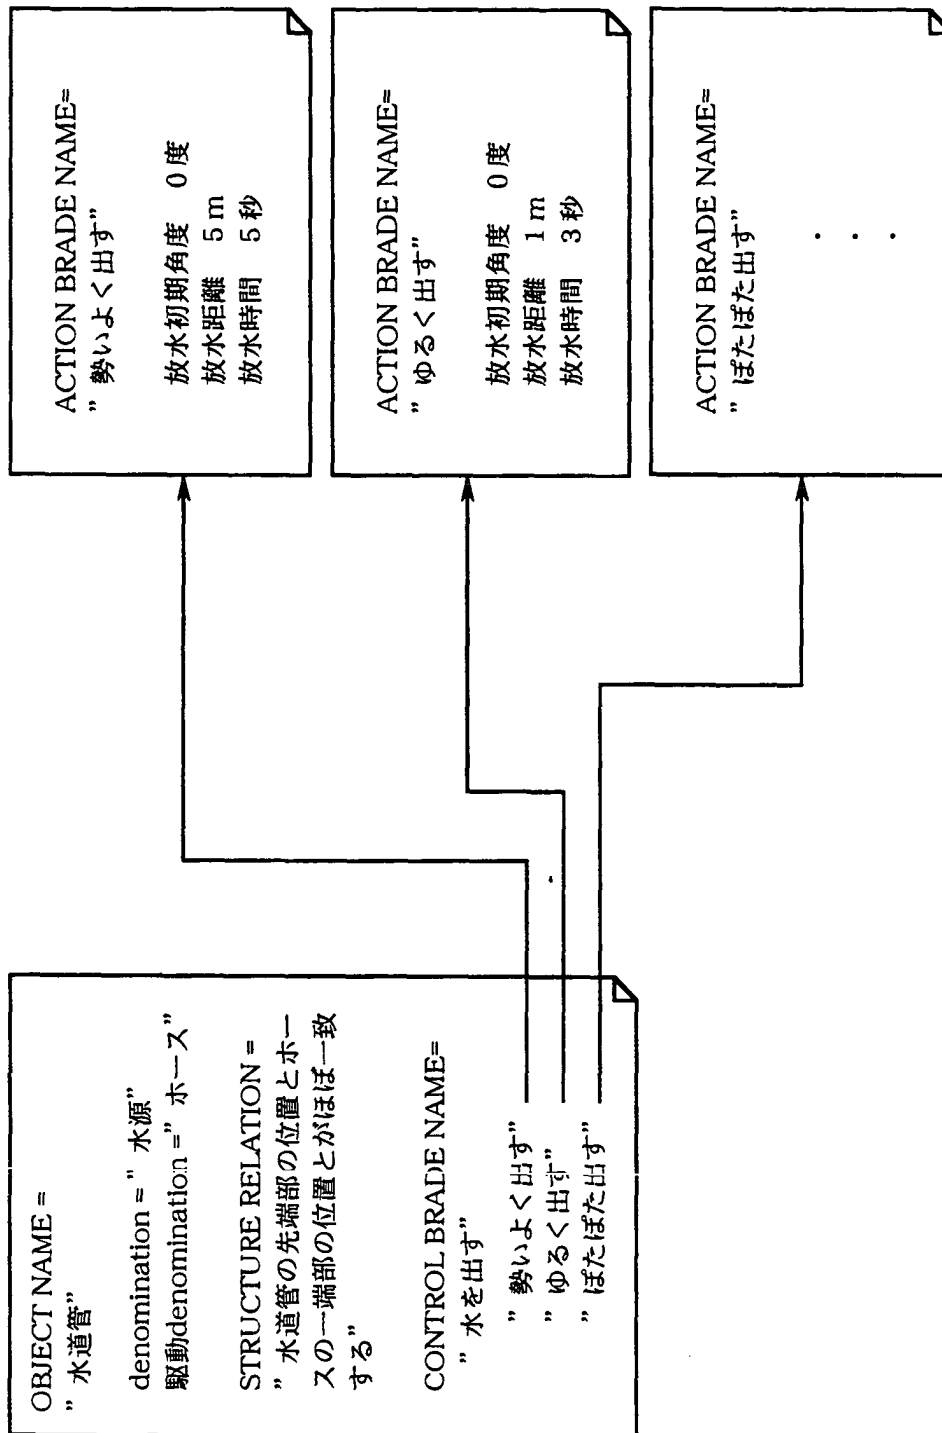 OBJECT NAME =
” 水道管”
denomination =” 水源”
駆動denomination =” ホース”
STRUCTURE RELATION =
” 水道管の先端部の位置とホー
スの一端部の位置とがほぼ一致
する”
CONTROL BRADE NAME=
” 水を出す”
” 勢いよく出す”
” ゆるく出す”
” ぽたぽた出す”
ACTION BRADE NAME=
” 勢いよく出す”
放水初期角度 0度
放水距離 5m
放水時間 5秒
ACTION BRADE NAME=
” ゆるく出す”
放水初期角度 0度
放水距離 1m
放水時間 3秒
ACTION BRADE NAME=
” ぽたぽた出す”
・
・
・